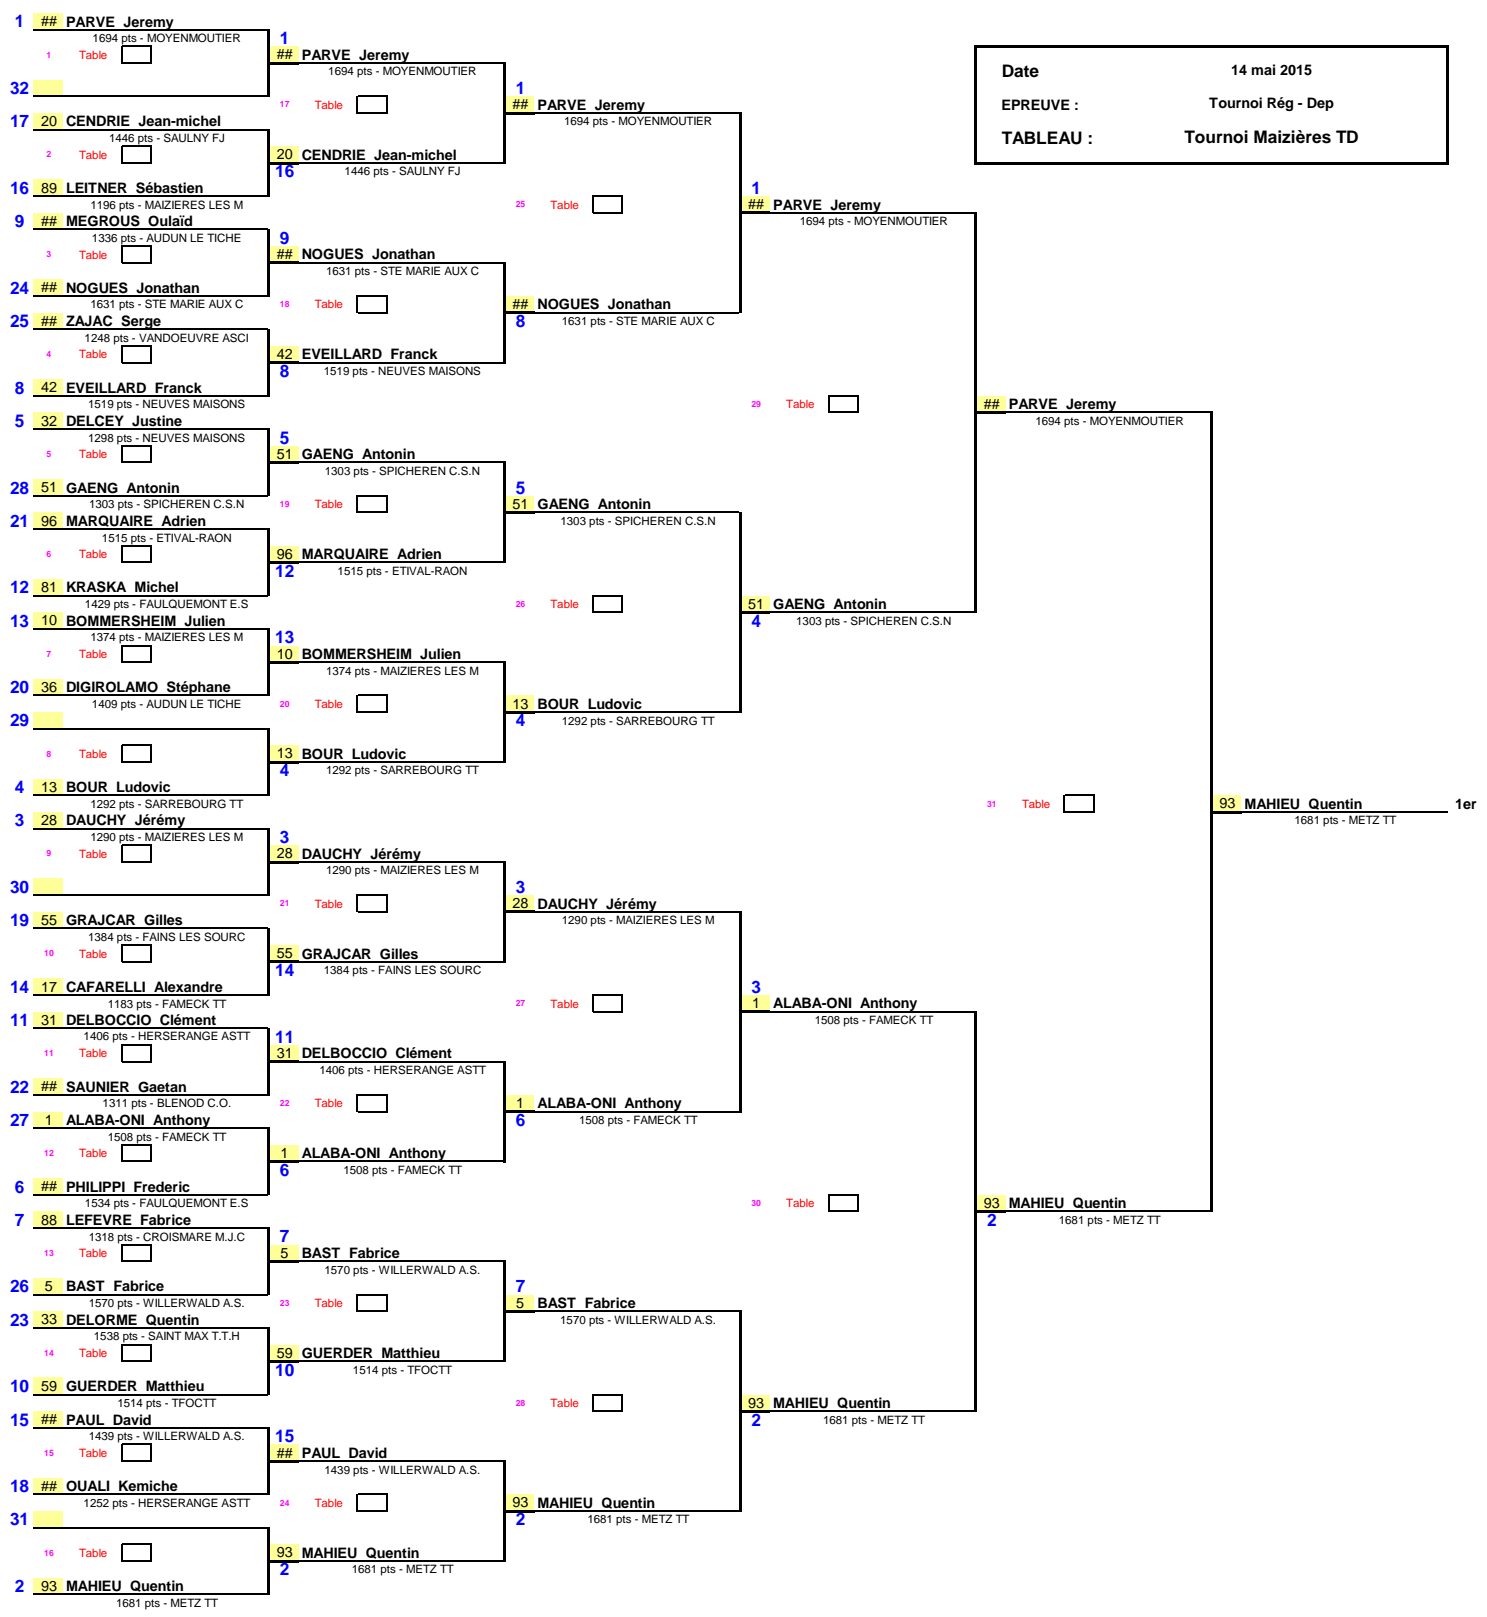 Date 14 mai 2015
EPREUVE : Tournoi Rég - Dep
TABLEAU : Tournoi Maizières TD
1 ## PARVE Jeremy
1694 pts - MOYENMOUTIER
1 Table
32
17 20 CENDRIE Jean-michel
1446 pts - SAULNY FJ
2 Table
16 89 LEITNER Sébastien
1196 pts - MAIZIERES LES M
9 ## MEGROUS Oulaïd
1336 pts - AUDUN LE TICHE
3 Table
24 ## NOGUES Jonathan
1631 pts - STE MARIE AUX C
25 ## ZAJAC Serge
1248 pts - VANDOEUVRE ASCI
4 Table
8 42 EVEILLARD Franck
1519 pts - NEUVES MAISONS
5 32 DELCEY Justine
1298 pts - NEUVES MAISONS
5 Table
28 51 GAENG Antonin
1303 pts - SPICHEREN C.S.N
21 96 MARQUAIRE Adrien
1515 pts - ETIVAL-RAON
6 Table
12 81 KRASKA Michel
1429 pts - FAULQUEMONT E.S
13 10 BOMMERSHEIM Julien
1374 pts - MAIZIERES LES M
7 Table
20 36 DIGIROLAMO Stéphane
1409 pts - AUDUN LE TICHE
29
8 Table
4 13 BOUR Ludovic
1292 pts - SARREBOURG TT
3 28 DAUCHY Jérémy
1290 pts - MAIZIERES LES M
9 Table
30
19 55 GRAJCAR Gilles
1384 pts - FAINS LES SOURC
10 Table
14 17 CAFARELLI Alexandre
1183 pts - FAMECK TT
11 31 DELBOCCIO Clément
1406 pts - HERSERANGE ASTT
11 Table
22 ## SAUNIER Gaetan
1311 pts - BLENOD C.O.
27 1 ALABA-ONI Anthony
1508 pts - FAMECK TT
12 Table
6 ## PHILIPPI Frederic
1534 pts - FAULQUEMONT E.S
7 88 LEFEVRE Fabrice
1318 pts - CROISMARE M.J.C
13 Table
26 5 BAST Fabrice
1570 pts - WILLERWALD A.S.
23 33 DELORME Quentin
1538 pts - SAINT MAX T.T.H
14 Table
10 59 GUERDER Matthieu
1514 pts - TFOCTT
15 ## PAUL David
1439 pts - WILLERWALD A.S.
15 Table
18 ## OUALI Kemiche
1252 pts - HERSERANGE ASTT
31
16 Table
2 93 MAHIEU Quentin
1681 pts - METZ TT
1
## PARVE Jeremy
1694 pts - MOYENMOUTIER
17 Table
20 CENDRIE Jean-michel
16
1446 pts - SAULNY FJ
9
## NOGUES Jonathan
1631 pts - STE MARIE AUX C
18 Table
42 EVEILLARD Franck
8
1519 pts - NEUVES MAISONS
5
51 GAENG Antonin
1303 pts - SPICHEREN C.S.N
19 Table
96 MARQUAIRE Adrien
12
1515 pts - ETIVAL-RAON
13
10 BOMMERSHEIM Julien
1374 pts - MAIZIERES LES M
20 Table
13 BOUR Ludovic
4
1292 pts - SARREBOURG TT
3
28 DAUCHY Jérémy
1290 pts - MAIZIERES LES M
21 Table
55 GRAJCAR Gilles
14
1384 pts - FAINS LES SOURC
11
31 DELBOCCIO Clément
1406 pts - HERSERANGE ASTT
22 Table
1 ALABA-ONI Anthony
6
1508 pts - FAMECK TT
7
5 BAST Fabrice
1570 pts - WILLERWALD A.S.
23 Table
59 GUERDER Matthieu
10
1514 pts - TFOCTT
15
## PAUL David
1439 pts - WILLERWALD A.S.
24 Table
93 MAHIEU Quentin
2
1681 pts - METZ TT
1
## PARVE Jeremy
1694 pts - MOYENMOUTIER
25 Table
## NOGUES Jonathan
8
1631 pts - STE MARIE AUX C
5
51 GAENG Antonin
1303 pts - SPICHEREN C.S.N
26 Table
13 BOUR Ludovic
4
1292 pts - SARREBOURG TT
3
28 DAUCHY Jérémy
1290 pts - MAIZIERES LES M
27 Table
1 ALABA-ONI Anthony
6
1508 pts - FAMECK TT
7
5 BAST Fabrice
1570 pts - WILLERWALD A.S.
28 Table
93 MAHIEU Quentin
2
1681 pts - METZ TT
1
## PARVE Jeremy
1694 pts - MOYENMOUTIER
29 Table
51 GAENG Antonin
4
1303 pts - SPICHEREN C.S.N
3
1 ALABA-ONI Anthony
1508 pts - FAMECK TT
30 Table
93 MAHIEU Quentin
2
1681 pts - METZ TT
## PARVE Jeremy
1694 pts - MOYENMOUTIER
31 Table
93 MAHIEU Quentin
2
1681 pts - METZ TT
93 MAHIEU Quentin 1er
1681 pts - METZ TT